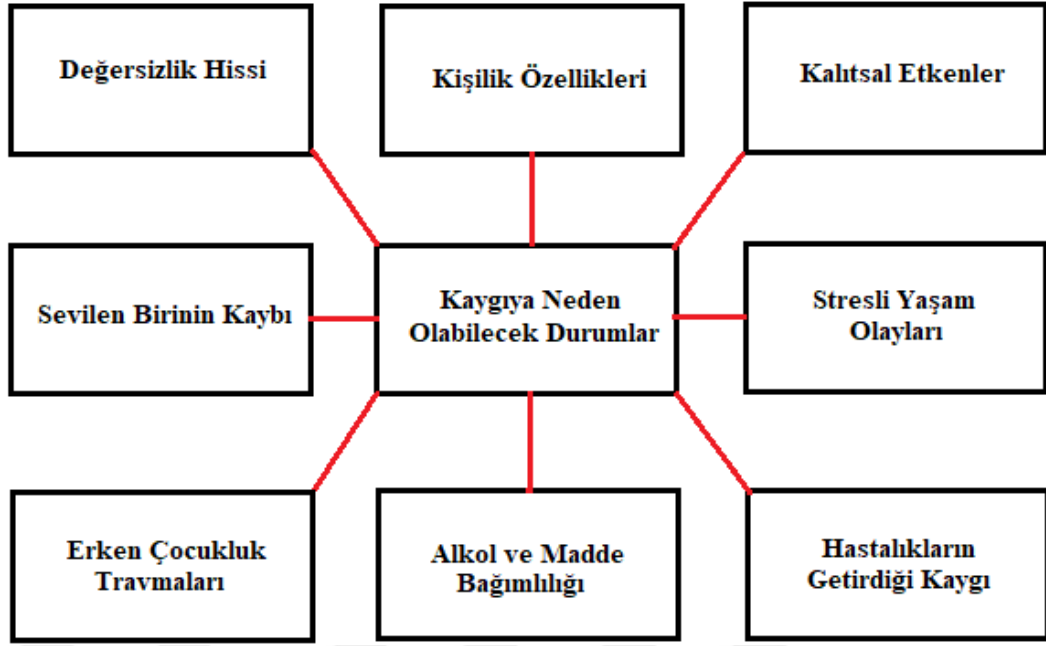 Değersizlik Hissi
Kişilik Özellikleri
Kalıtsal Etkenler
Sevilen Birinin Kaybı
Kaygıya Neden
Olabilecek Durumlar
Stresli Yaşam
Olayları
Erken Çocukluk
Travmaları
Alkol ve Madde
Bağımlılığı
Hastalıkların
Getirdiği Kaygı